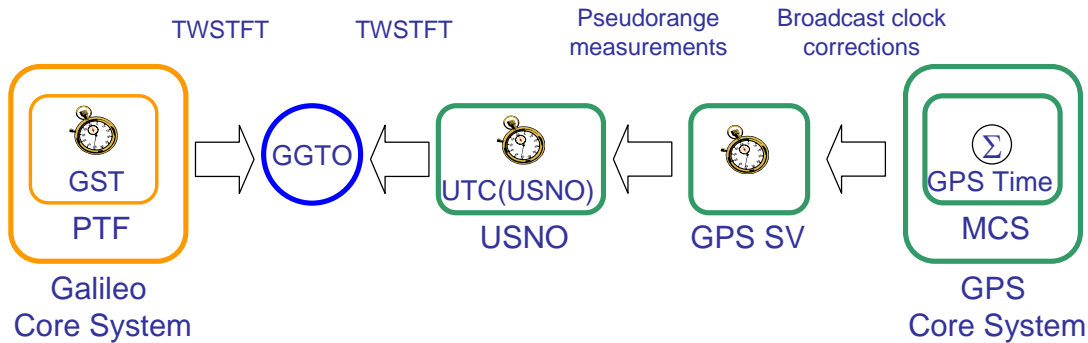 TWSTFT
TWSTFT
Pseudorange
measurements
Broadcast clock
corrections
GST
PTF
GGTO
UTC(USNO)
USNO
GPS SV
Σ
GPS Time
MCS
Galileo
Core System
GPS
Core System